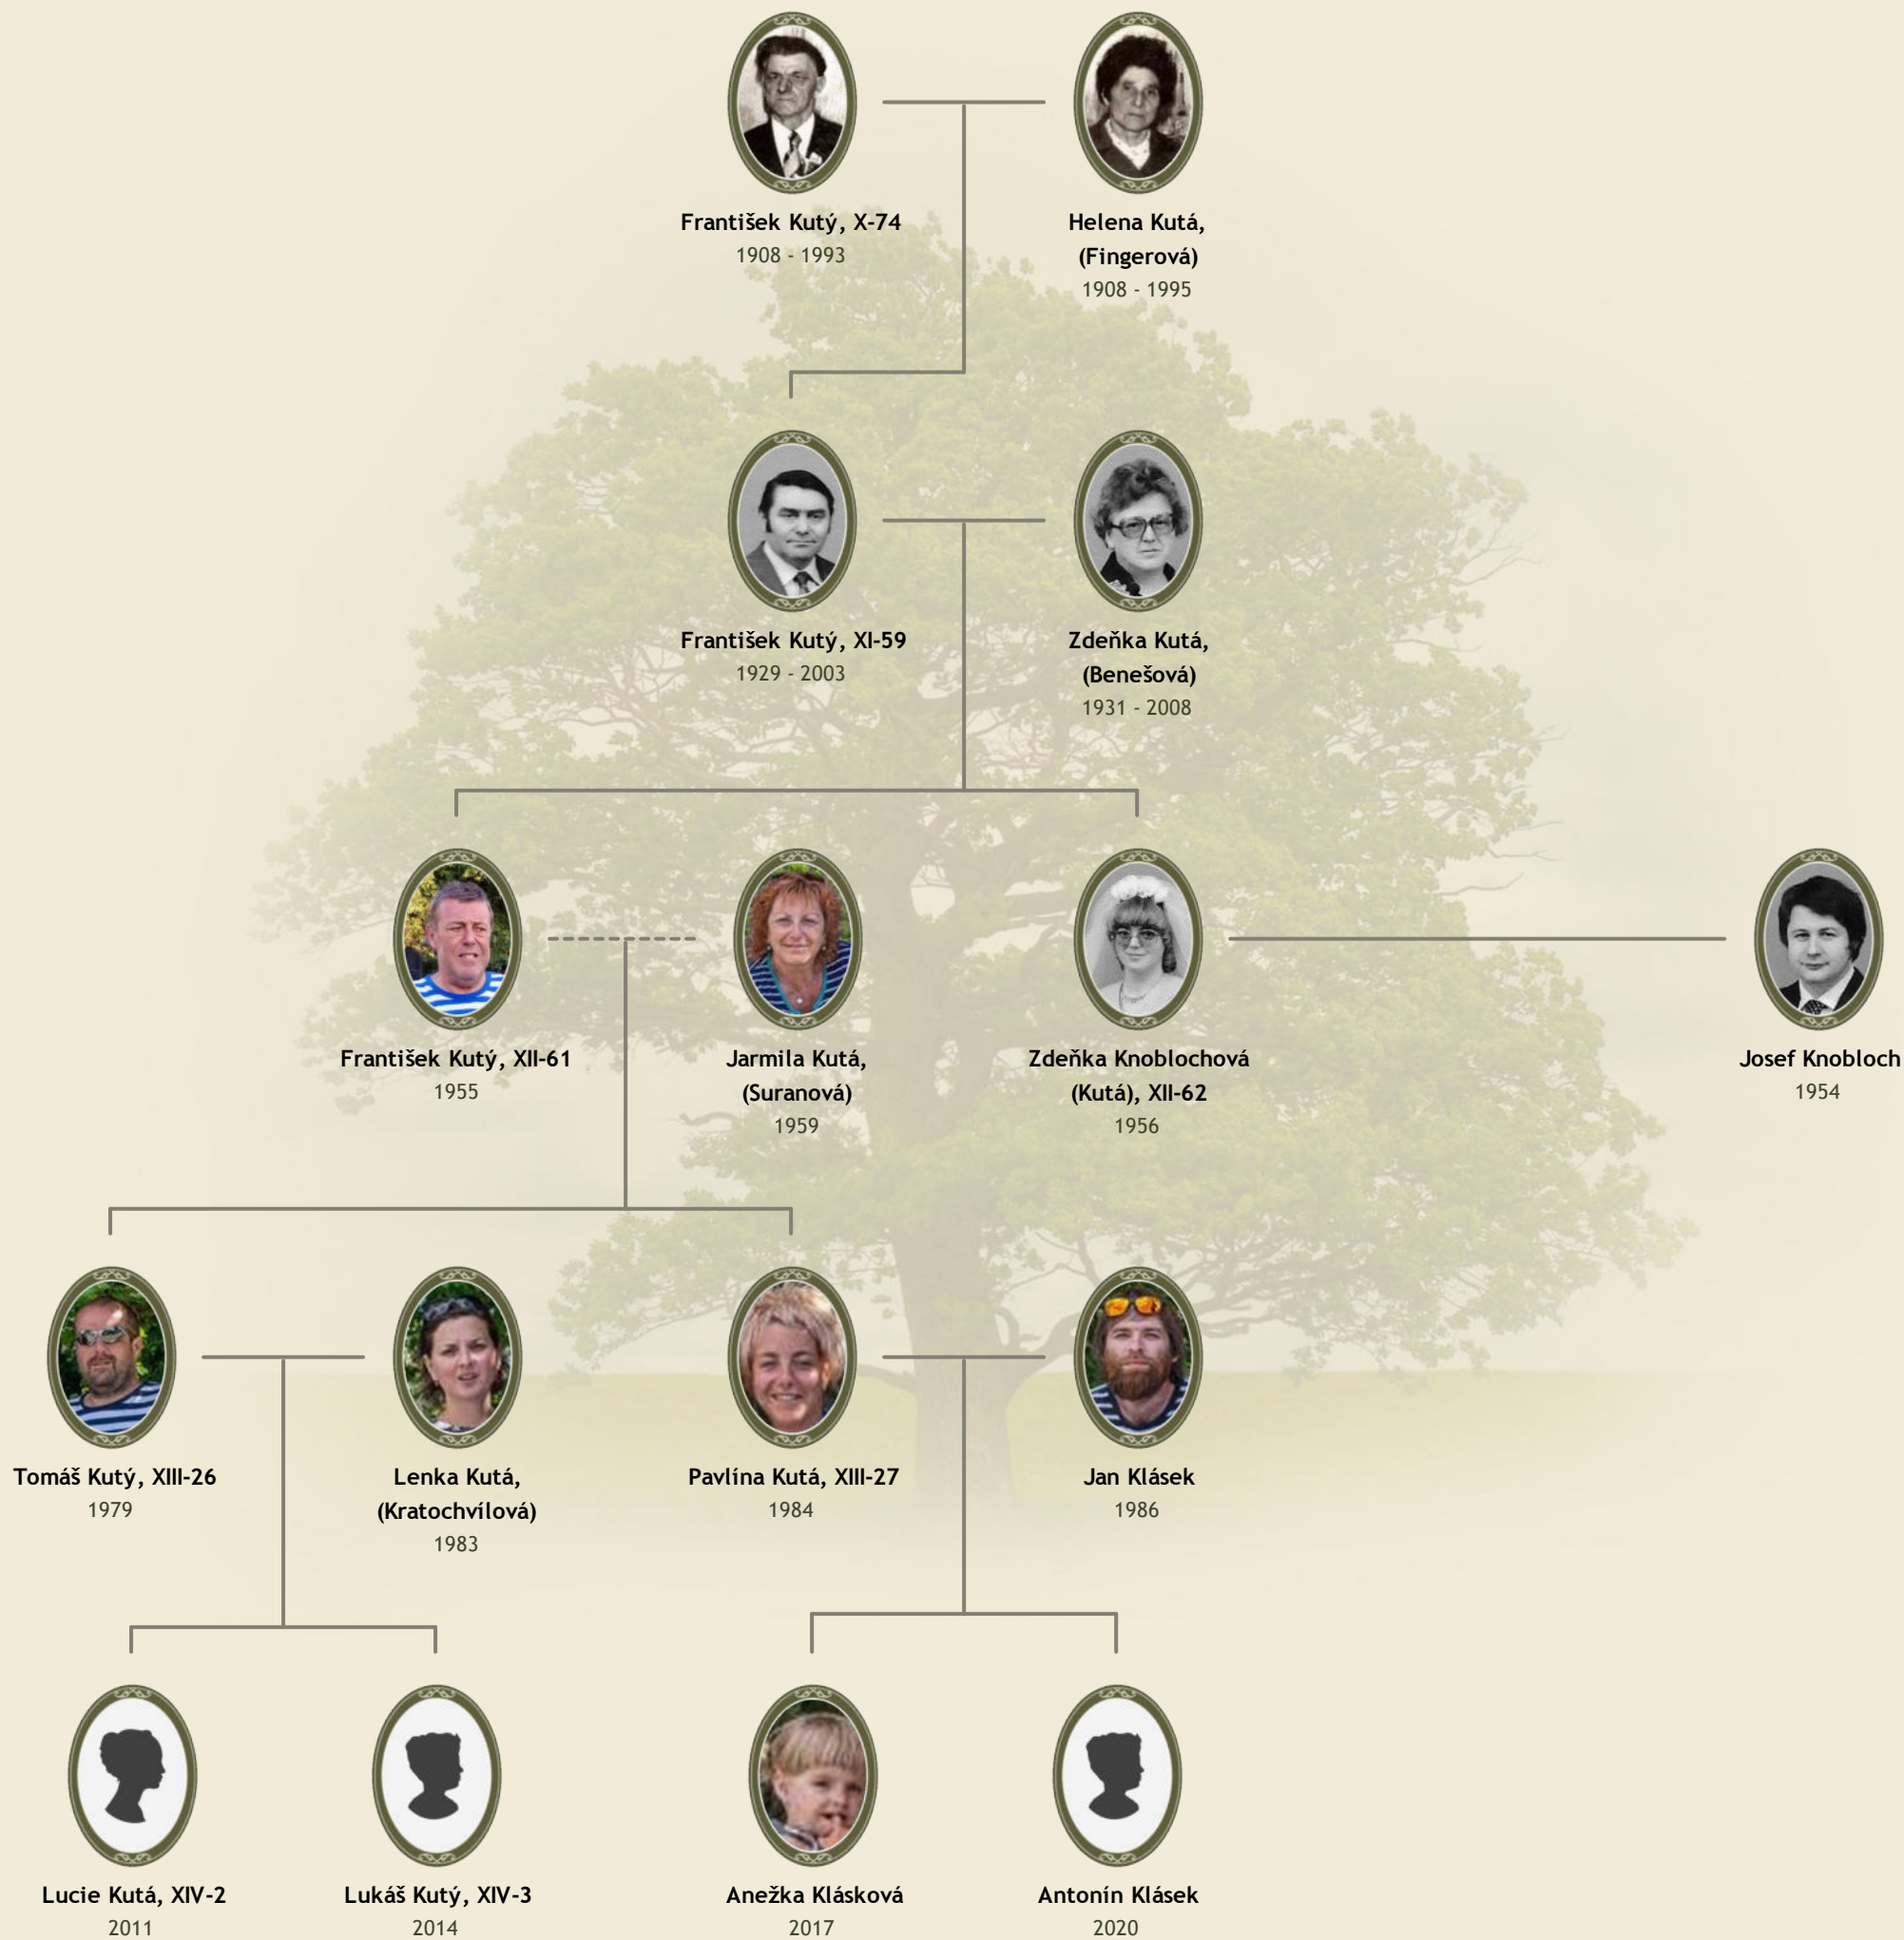 František Kutý, X-74
1908 - 1993
Helena Kutá,
(Fingerová)
1908 - 1995
František Kutý, XI-59
1929 - 2003
Zdeňka Kutá,
(Benešová)
1931 - 2008
František Kutý, XII-61
1955
Jarmila Kutá,
(Suranová)
1959
Zdeňka Knoblochová
(Kutá), XII-62
1956
Josef Knobloch
1954
Tomáš Kutý, XIII-26
1979
Lenka Kutá,
(Kratochvílová)
1983
Pavlína Kutá, XIII-27
1984
Jan Klásek
1986
Lucie Kutá, XIV-2
2011
Lukáš Kutý, XIV-3
2014
Anežka Klásková
2017
Antonín Klásek
2020